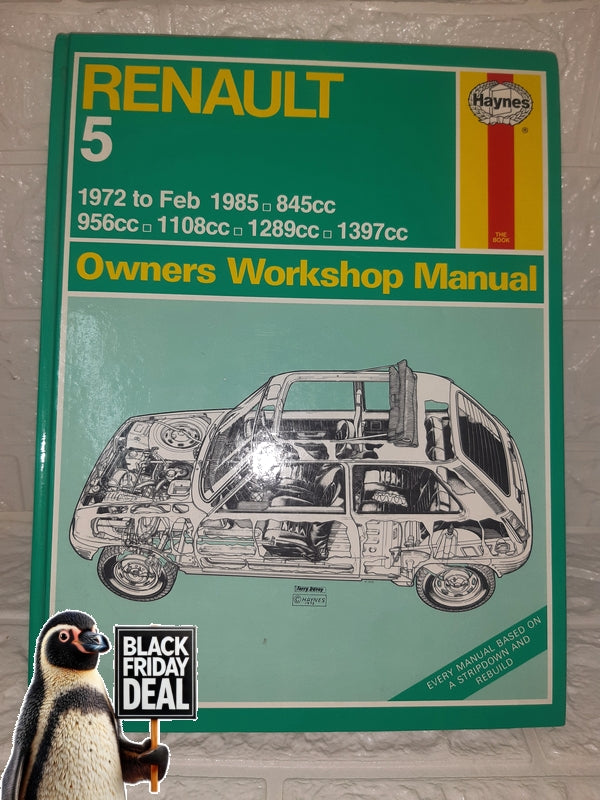 RENAULT
5
1972 to Feb 1985 □ 845cc
956cc □ 1108cc □ 1289cc □ 1397cc
Haynes
®
THE
BOOK
Owners Workshop Manual
Terry Davey
© HAYNES
EVERY MANUAL BASED ON
A STRIPDOWN AND
REBUILD
BLACK
FRIDAY
DEAL